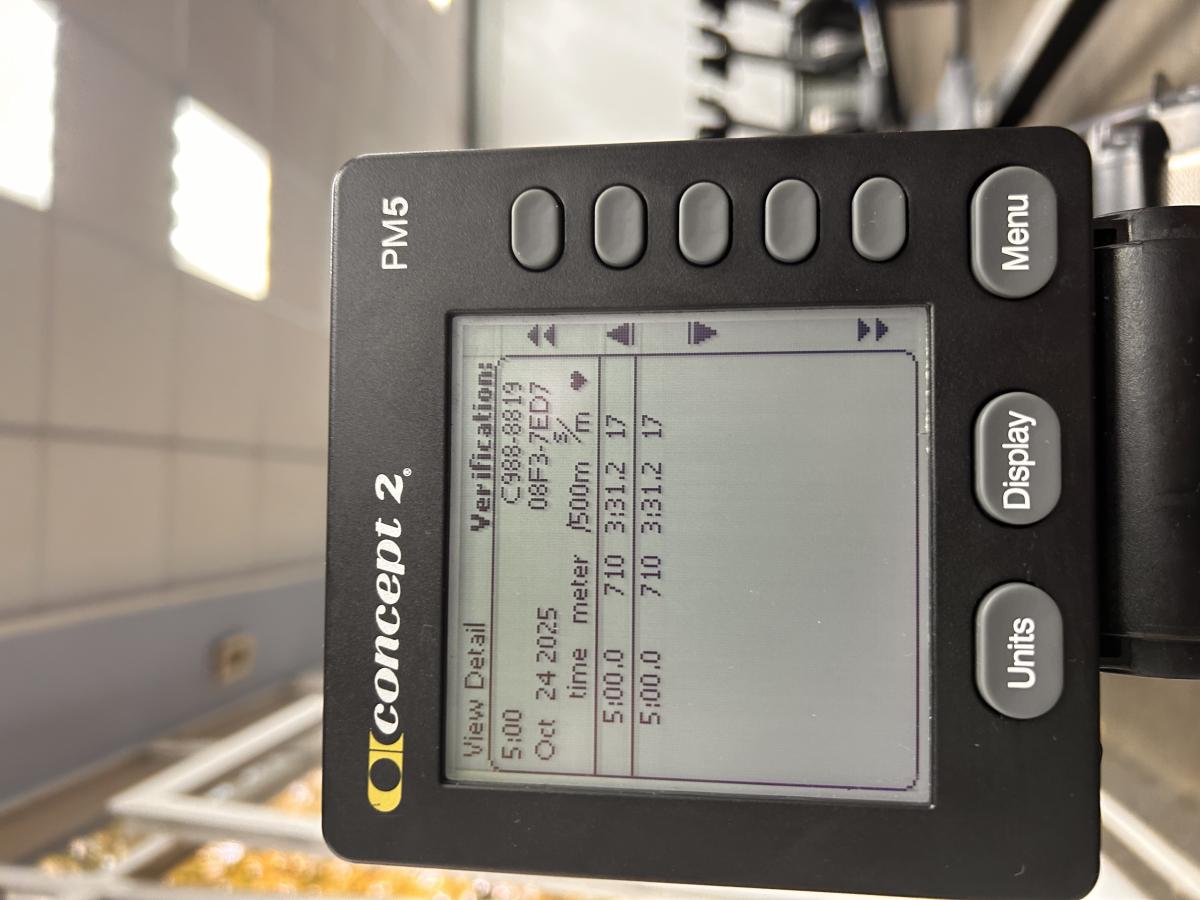 concept 2® PM5
View Detail Verification:
5:00 C988-8819
Oct 24 2025 08F3-7ED7
time meter /500m s/m ♥
5:00.0 710 3:31.2 17
5:00.0 710 3:31.2 17
Units Display Menu